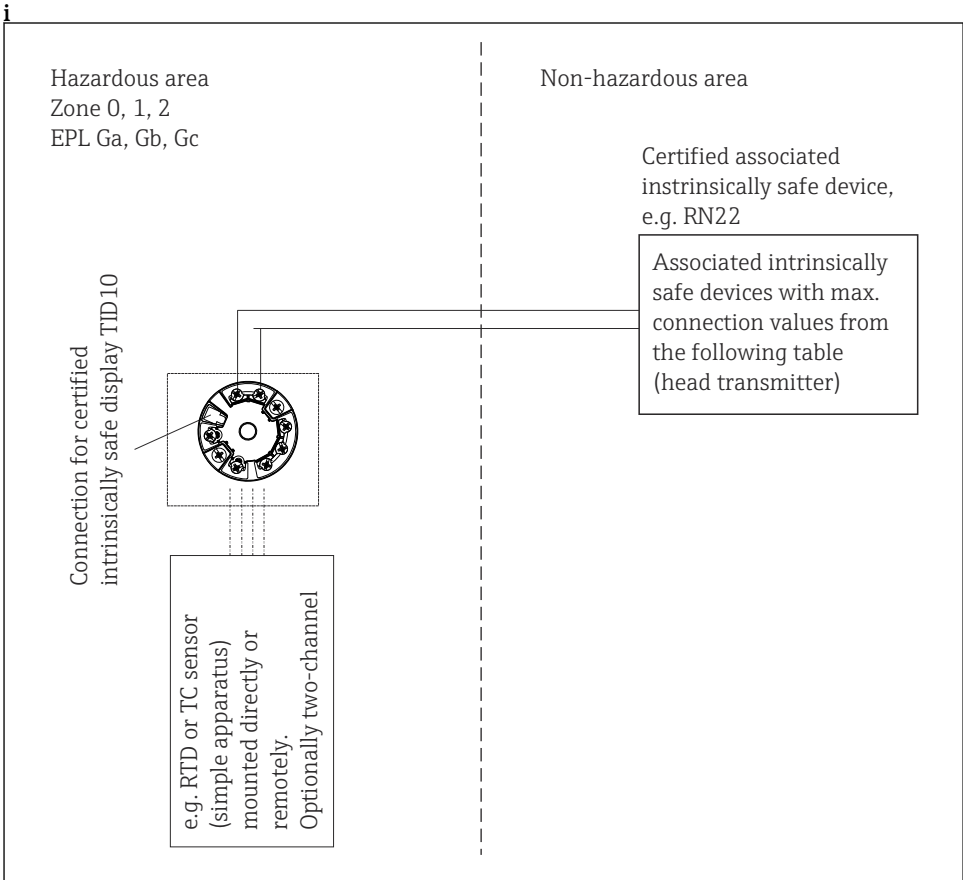 i
Hazardous area
Zone 0, 1, 2
EPL Ga, Gb, Gc
Non-hazardous area
Certified associated
instrinsically safe device,
e.g. RN22
Associated intrinsically
safe devices with max.
connection values from
the following table
(head transmitter)
Connection for certified
intrinsically safe display TID10
e.g. RTD or TC sensor
(simple apparatus)
mounted directly or
remotely.
Optionally two-channel